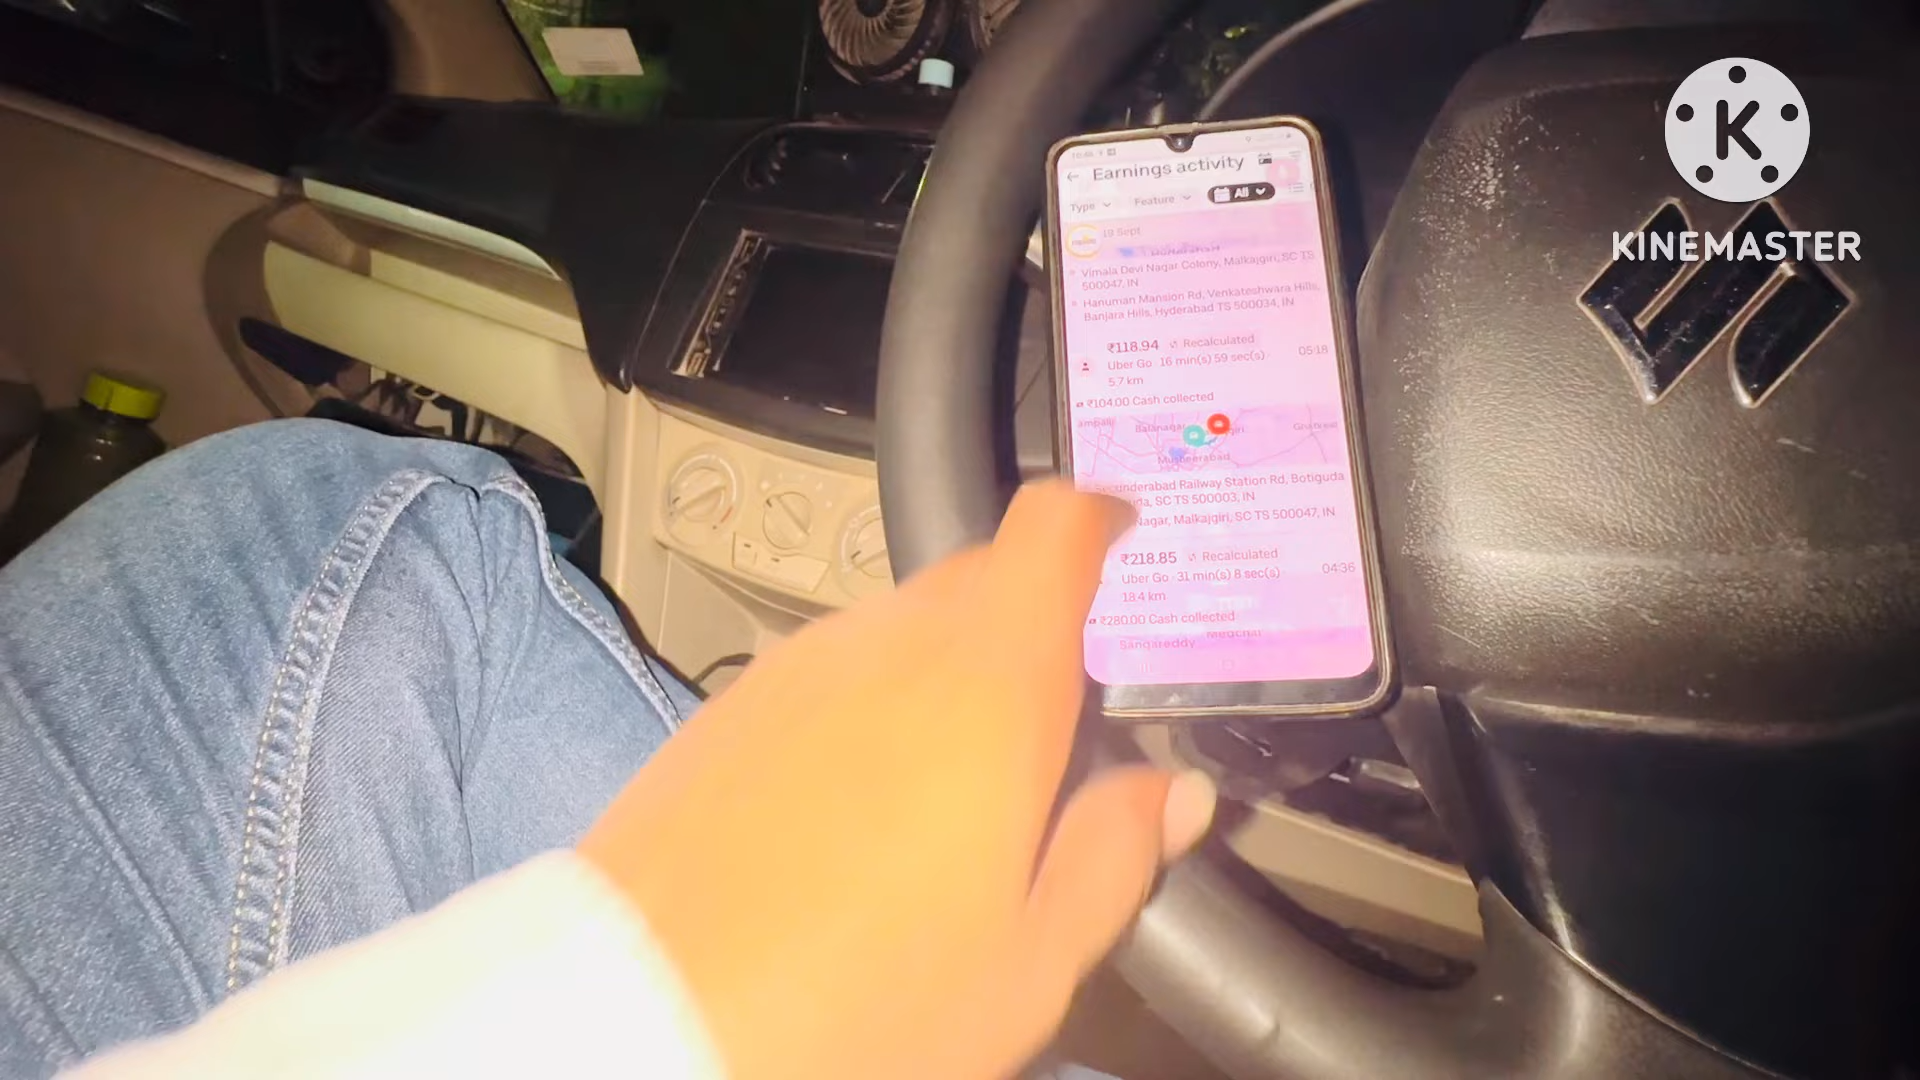 Earnings activity
Type
Feature
All
19 Sept
Vimala Devi Nagar Colony, Malkajgiri, SC TS
500047, IN
Hanuman Mansion Rd, Venkateshwara Hills,
Banjara Hills, Hyderabad TS 500034, IN
₹118.94 Recalculated
Uber Go · 16 min(s) 59 sec(s) ·
05:18
5.7 km
₹104.00 Cash collected
Balanagar
Musheerabad
Secunderabad Railway Station Rd, Botiguda
SC TS 500003, IN
Nagar, Malkajgiri, SC TS 500047, IN
₹218.85 Recalculated
Uber Go · 31 min(s) 8 sec(s) ·
04:36
18.4 km
₹280.00 Cash collected
Medchal
Sangareddy
K
KINEMASTER